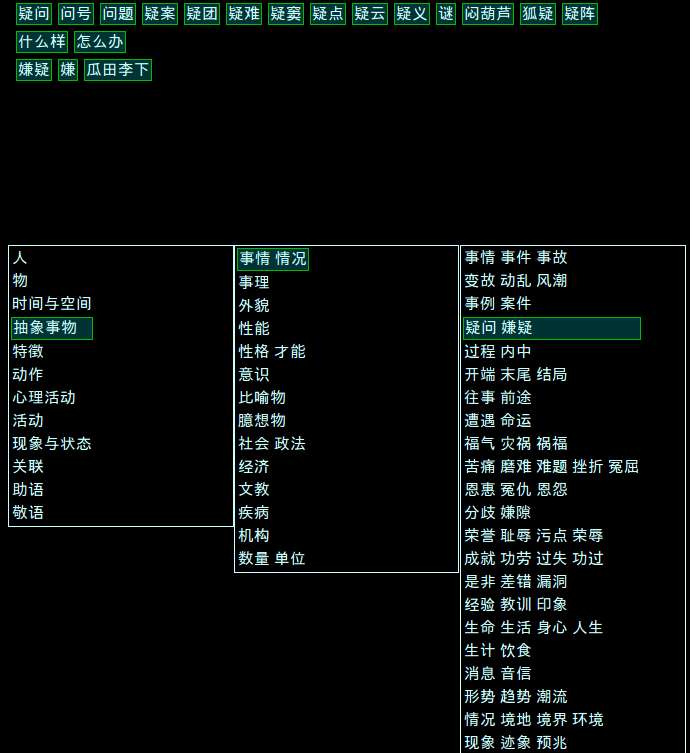 疑问 问号 问题 疑案 疑团 疑难 疑窦 疑点 疑云 疑义 谜 闷葫芦 狐疑 疑阵
什么样 怎么办
嫌疑 嫌 瓜田李下
人
物
时间与空间
抽象事物
特徵
动作
心理活动
活动
现象与状态
关联
助语
敬语
事情 情况
事理
外貌
性能
性格 才能
意识
比喻物
臆想物
社会 政法
经济
文教
疾病
机构
数量 单位
事情 事件 事故
变故 动乱 风潮
事例 案件
疑问 嫌疑
过程 内中
开端 末尾 结局
往事 前途
遭遇 命运
福气 灾祸 祸福
苦痛 磨难 难题 挫折 冤屈
恩惠 冤仇 恩怨
分歧 嫌隙
荣誉 耻辱 污点 荣辱
成就 功劳 过失 功过
是非 差错 漏洞
经验 教训 印象
生命 生活 身心 人生
生计 饮食
消息 音信
形势 趋势 潮流
情况 境地 境界 环境
现象 迹象 预兆